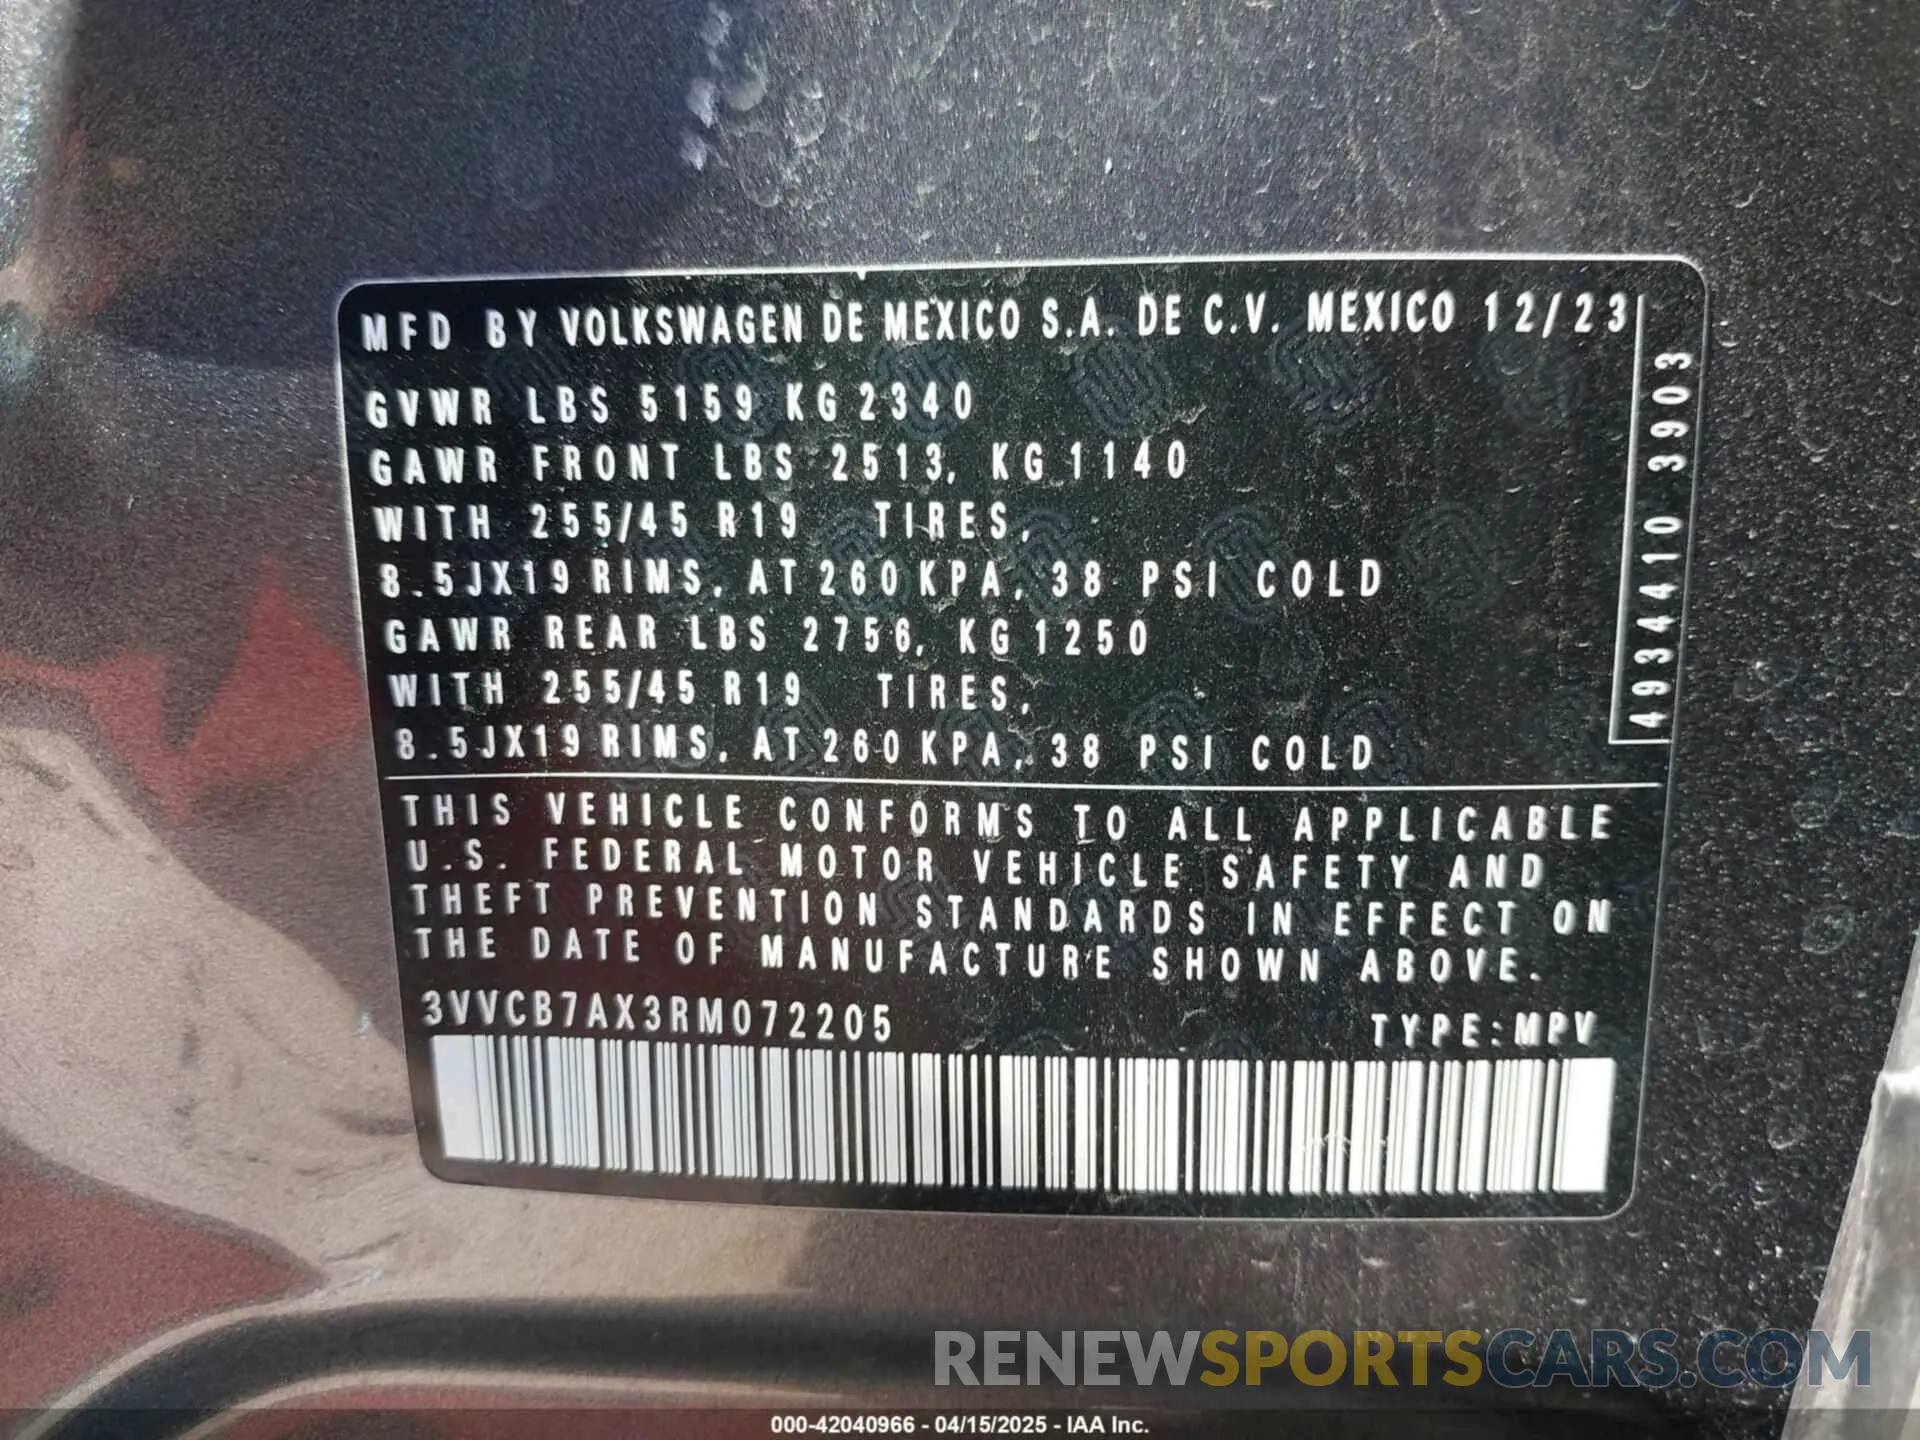 MFD BY VOLKSWAGEN DE MEXICO S.A. DE C.V. MEXICO 12/23
GVWR LBS 5159 KG 2340
GAWR FRONT LBS 2513, KG 1140
WITH 255/45 R19 TIRES,
8.5JX19 RIMS, AT 260 KPA, 38 PSI COLD
GAWR REAR LBS 2756, KG 1250
WITH 255/45 R19 TIRES,
8.5JX19 RIMS, AT 260 KPA, 38 PSI COLD
4934410 3903
THIS VEHICLE CONFORMS TO ALL APPLICABLE
U.S. FEDERAL MOTOR VEHICLE SAFETY AND
THEFT PREVENTION STANDARDS IN EFFECT ON
THE DATE OF MANUFACTURE SHOWN ABOVE.
3VVCB7AX3RM072205 TYPE:MPV
RENEWSPORTSCARS.COM
000-42040966 - 04/15/2025 - IAA Inc.